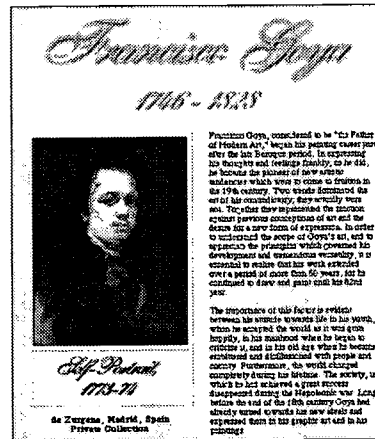 Francisco Goya
1746 - 1828
Francisco Goya, considered to be "the Father
of Modern Art," began his painting career just
after the late Baroque period. In expressing
his thoughts and feelings frankly, as he did,
he became the pioneer of new artistic
tendencies which were to come to fruition in
the 19th century. Two trends dominated the
art of his contemporary, they actually were
not. Together they represented the reaction
against previous conceptions of art and the
desire for a new form of expression. In order
to understand the scope of Goya's art, and to
appreciate the principles which governed his
development and tremendous versatility, it is
essential to realize that his work extended
over a period of more than 60 years, for he
continued to draw and paint until his 82nd
year.
The importance of this factor is evident
between his attitude towards life in his youth,
when he accepted the world as it was quite
happily, in his manhood when he began to
criticize it, and in his old age when he became
embittered and disillusioned with people and
society. Furthermore, the world changed
completely during his lifetime. The society, in
which he had achieved a great success
disappeared during the Napoleonic war. Long
before the end of the 18th century Goya had
already turned towards his new ideals and
expressed them in his graphic art and in his
paintings
Self-Portrait,
1773-74
de Zurgena, Madrid, Spain
Private Collection